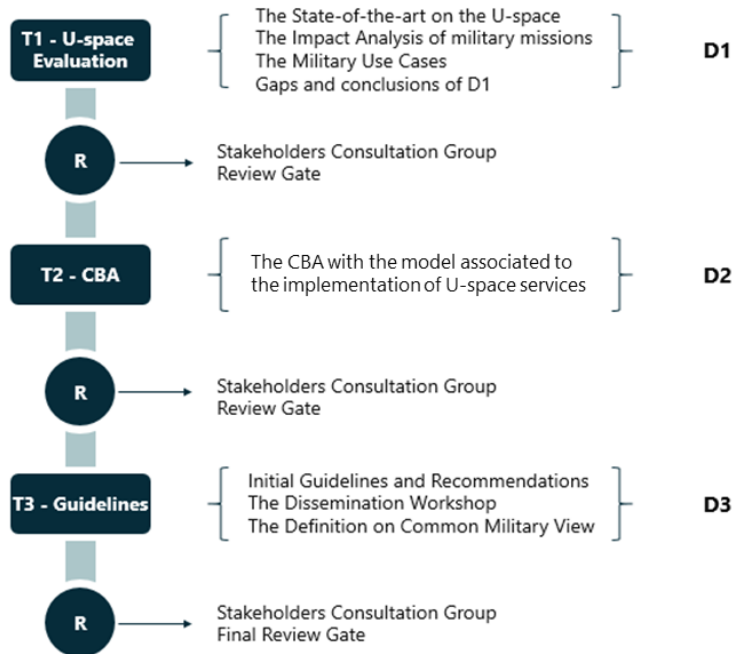 T1 - U-space
Evaluation
The State-of-the-art on the U-space
The Impact Analysis of military missions
The Military Use Cases
Gaps and conclusions of D1
D1
R
Stakeholders Consultation Group
Review Gate
T2 - CBA
The CBA with the model associated to
the implementation of U-space services
D2
R
Stakeholders Consultation Group
Review Gate
T3 - Guidelines
Initial Guidelines and Recommendations
The Dissemination Workshop
The Definition on Common Military View
D3
R
Stakeholders Consultation Group
Final Review Gate